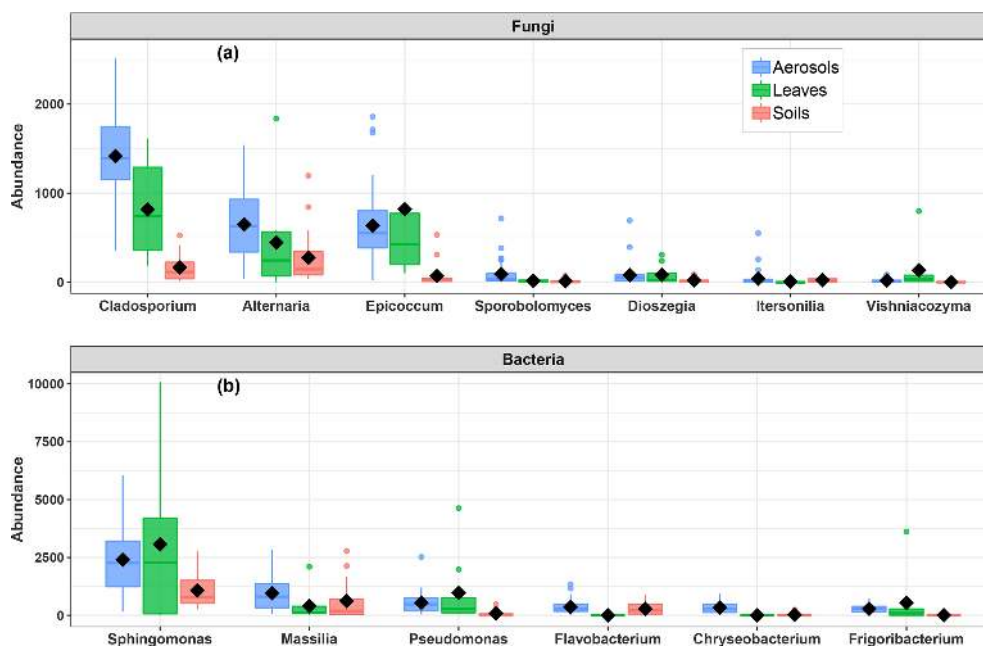 Fungi
(a)
Aerosols
Leaves
Soils
Abundance
2000
1000
0
Cladosporium Alternaria Epicoccum Sporobolomyces Dioszegia Itersonilia Vishniacozyma
Bacteria
(b)
Abundance
10000
7500
5000
2500
0
Sphingomonas Massilia Pseudomonas Flavobacterium Chryseobacterium Frigoribacterium